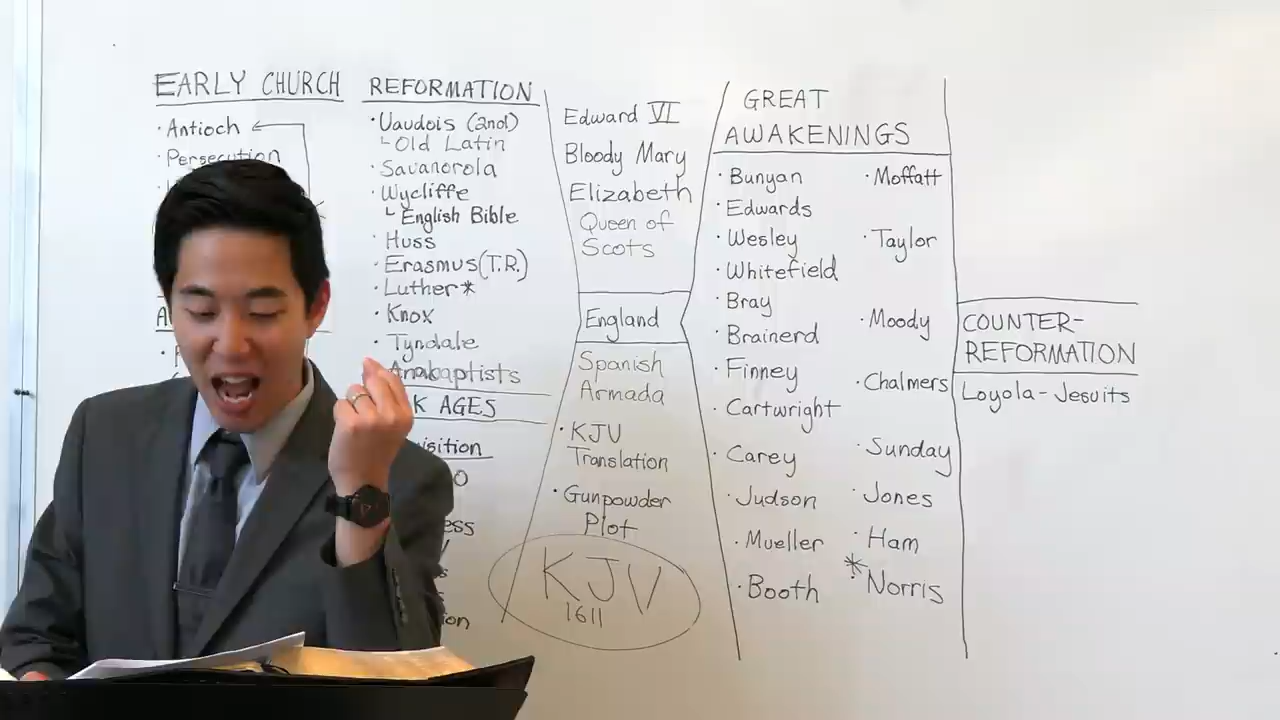 EARLY CHURCH
· Antioch
· Persecution
REFORMATION
· Vaudois (2nd)
└ Old Latin
· Savanorola
· Wycliffe
└ English Bible
· Huss
· Erasmus (T.R.)
· Luther *
· Knox
· Tyndale
Anabaptists
AGES
Edward VI
Bloody Mary
Elizabeth
Queen of
Scots
England
Spanish
Armada
· KJV
Translation
· Gunpowder
Plot
KJV
1611
GREAT
AWAKENINGS
· Bunyan
· Edwards
· Wesley
· Whitefield
· Bray
· Brainerd
· Finney
· Cartwright
· Carey
· Judson
· Mueller
· Booth
· Moffatt
· Taylor
· Moody
· Chalmers
· Sunday
· Jones
· Ham
* · Norris
COUNTER-
REFORMATION
Loyola - Jesuits